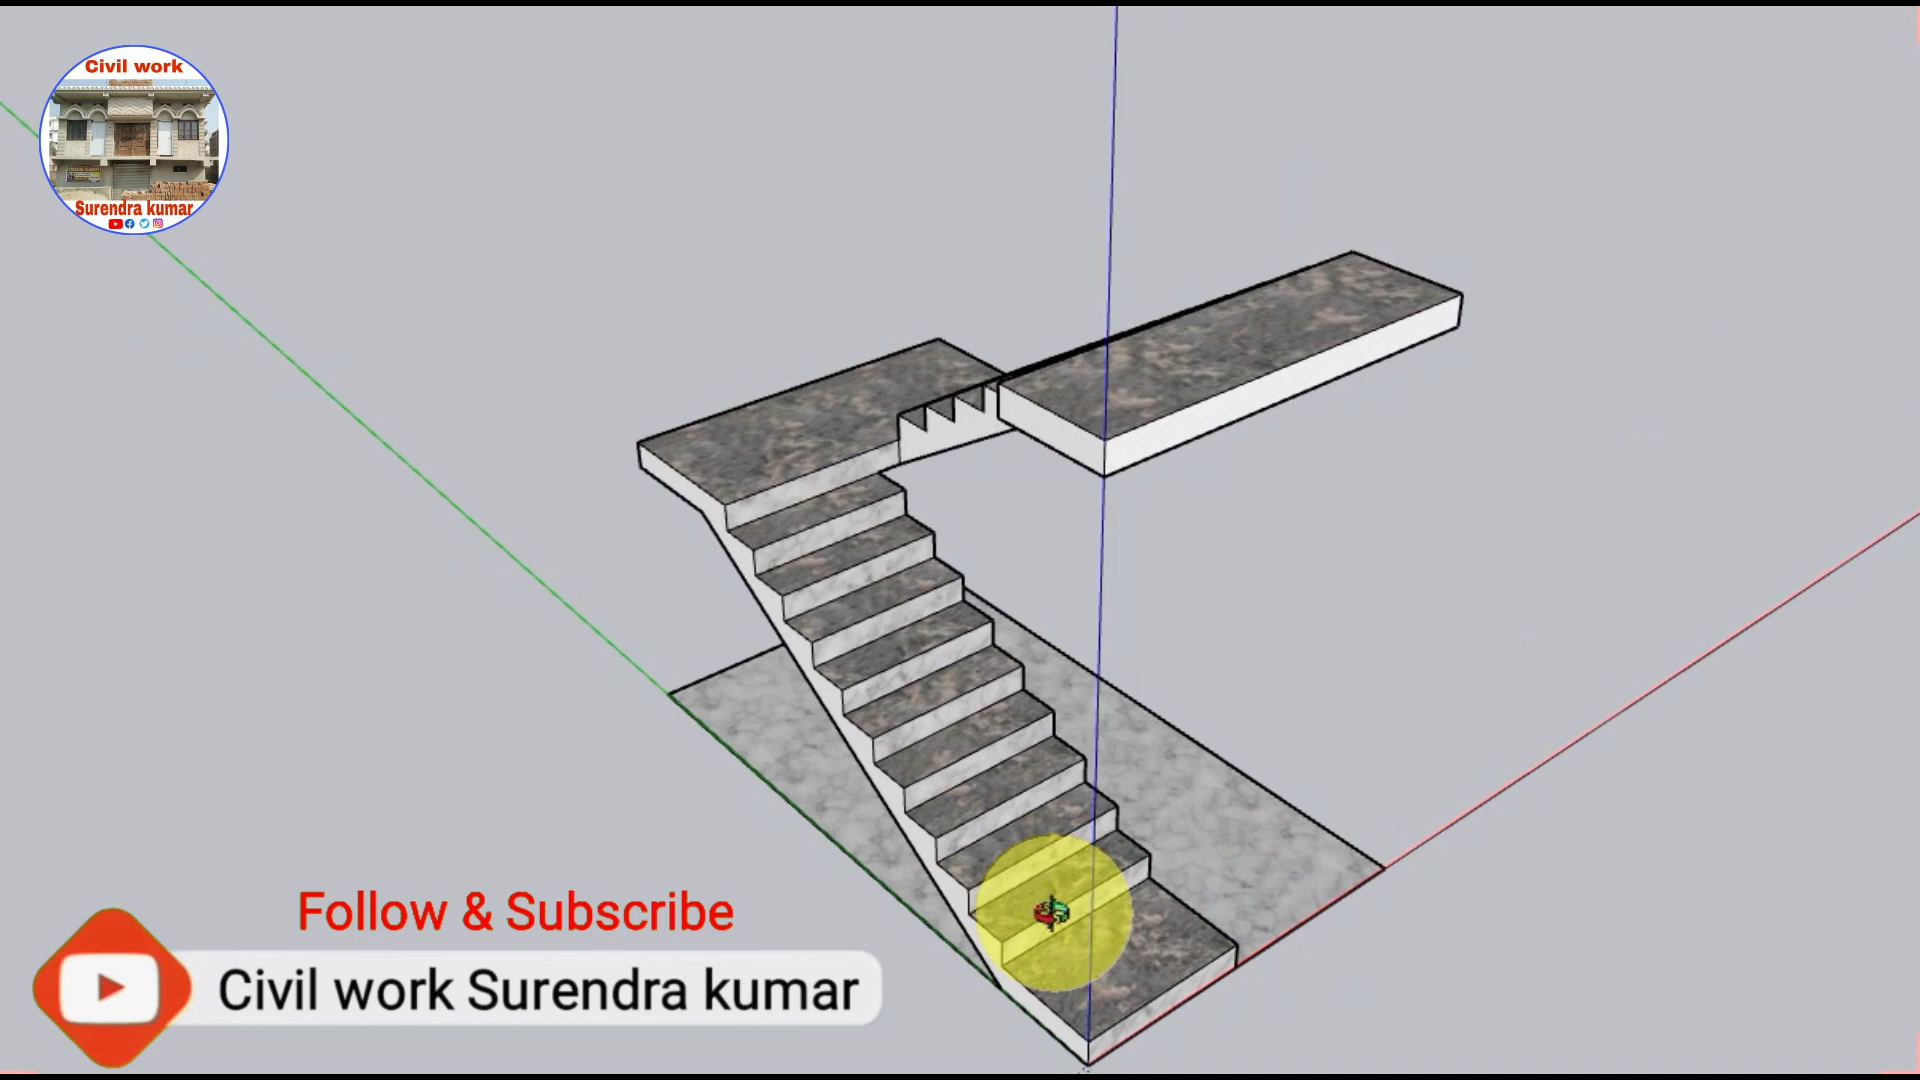 Civil work
Surendra kumar
Follow & Subscribe
Civil work Surendra kumar